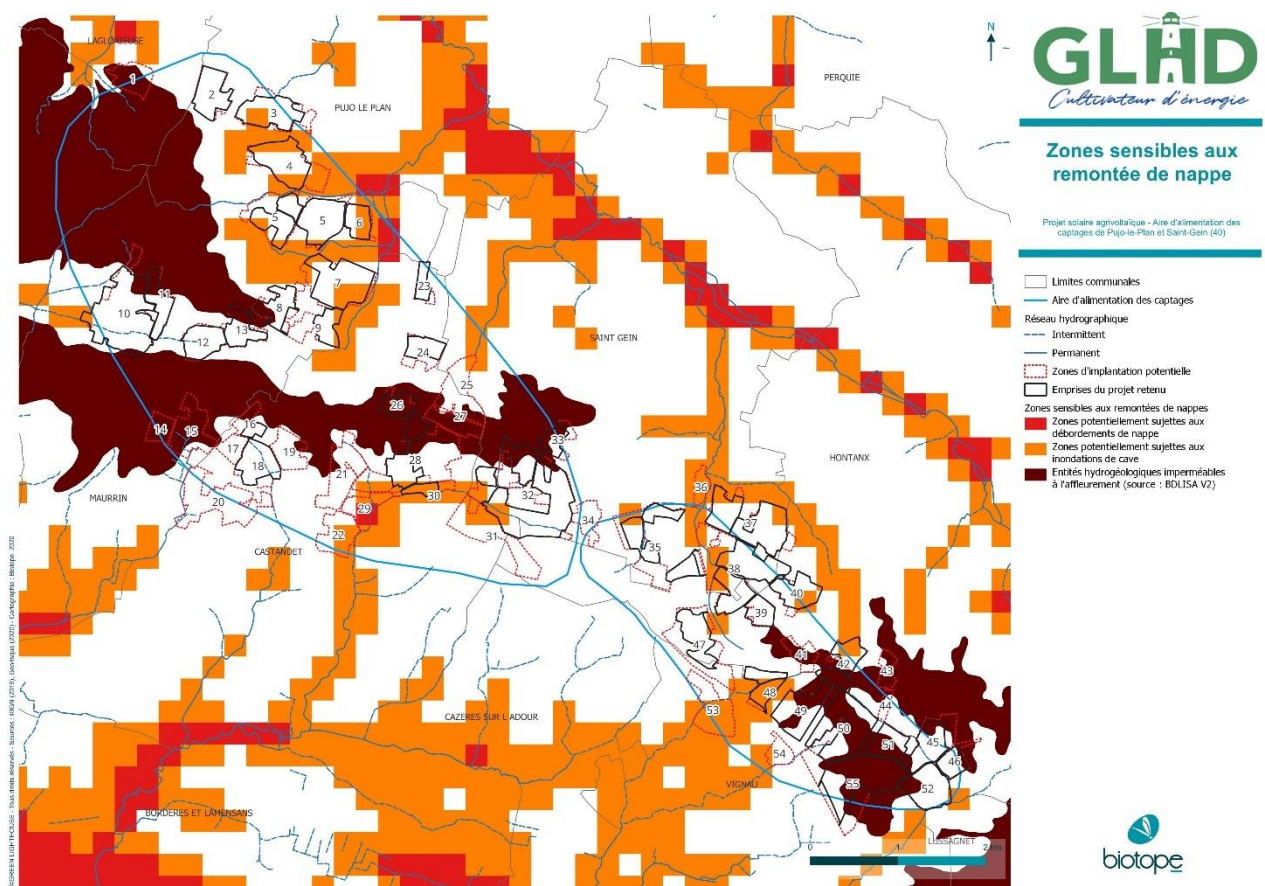 GLHD
Cultivateur d'énergie
Zones sensibles aux
remontée de nappe
Projet solaire agrivoltaïque - Aire d'alimentation des
captages de Pujo-le-Plan et Saint-Gein (40)
Limites communales
Aire d'alimentation des captages
Réseau hydrographique
Intermittent
Permanent
Zones d'implantation potentielle
Emprises du projet retenu
Zones sensibles aux remontées de nappes
Zones potentiellement sujettes aux
débordements de nappe
Zones potentiellement sujettes aux
inondations de cave
Entités hydrogéologiques imperméables
à l'affleurement (source : BDLISA V2)
biotope
N
LAGLORIEUSE
PUJO LE PLAN
PERQUIE
SAINT GEIN
HONTANX
MAURRIN
CASTANDET
CAZERES SUR L ADOUR
VIGNAU
BORDERES ET LAMENSANS
LUSSAGNET
1
2
3
4
5
5
6
7
8
9
10
11
12
13
14
15
16
17
18
19
20
21
22
23
24
25
26
27
28
29
30
31
32
33
34
35
36
37
38
39
40
41
42
43
44
45
46
47
48
49
50
51
52
53
54
55
0
1
2 km